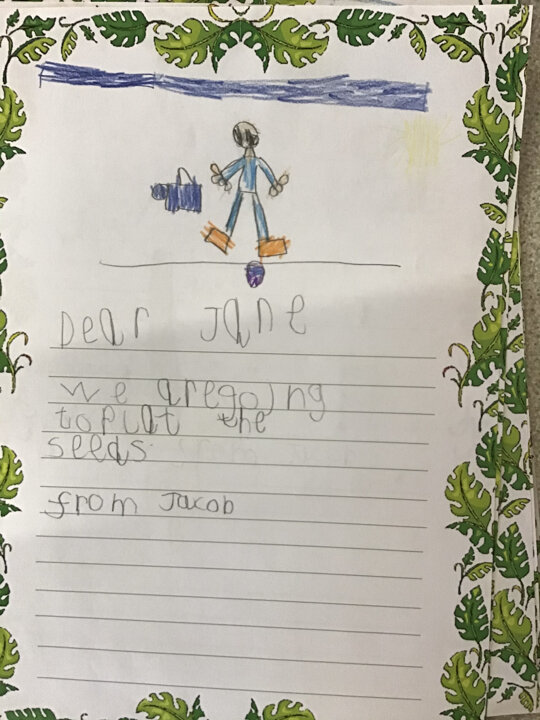 Dear Jane
we aregoing
toplat the
seeds.
from Jacob